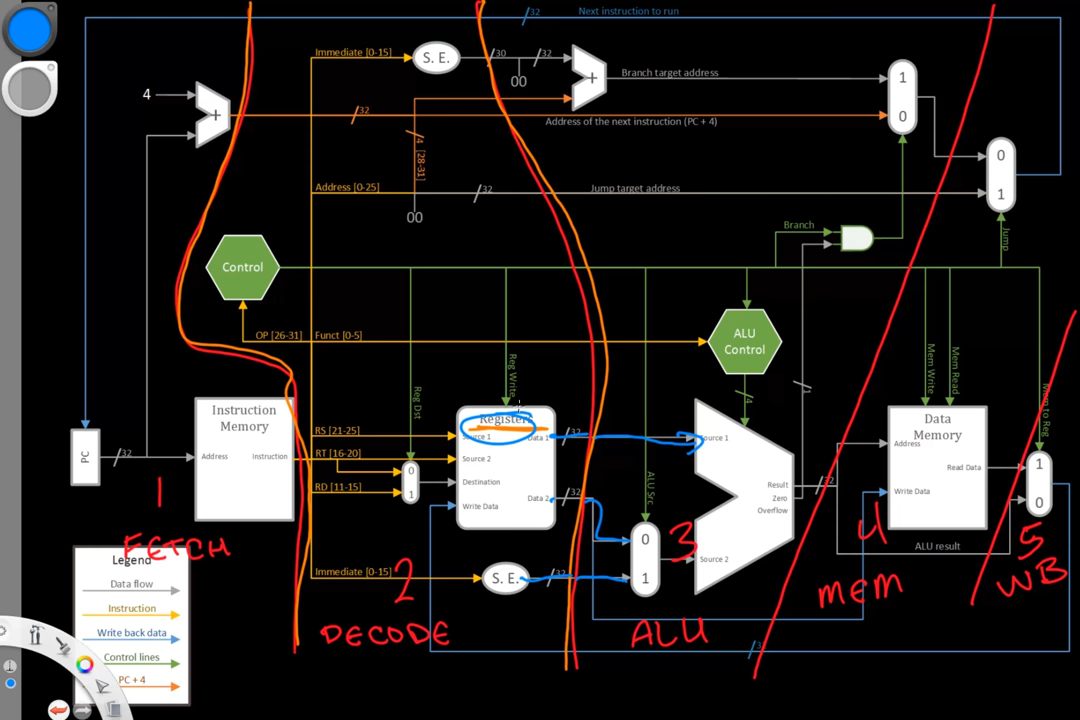 32
Next instruction to run
Immediate [0-15]
S. E.
30
32
00
+
Branch target address
1
0
4
+
32
Address of the next instruction (PC + 4)
4
[28-31]
0
1
Address [0-25]
32
Jump target address
00
Branch
Jump
Control
OP [26-31]
Funct [0-5]
ALU
Control
Reg Dst
Reg Write
ALU Src
4
1
Mem Write
Mem Read
Mem to Reg
Instruction
Memory
Address
Instruction
PC
32
RS [21-25]
RT [16-20]
RD [11-15]
0
1
Registers
Source 1
Data 1
Source 2
Destination
Data 2
Write Data
32
Source 1
Result
Zero
Overflow
Source 2
32
Data
Memory
Address
Read Data
Write Data
1
0
0
1
ALU result
Immediate [0-15]
S. E.
32
1
FETCH
2
DECODE
3
ALU
4
MEM
5
WB
Legend
Data flow
Instruction
Write back data
Control lines
PC + 4